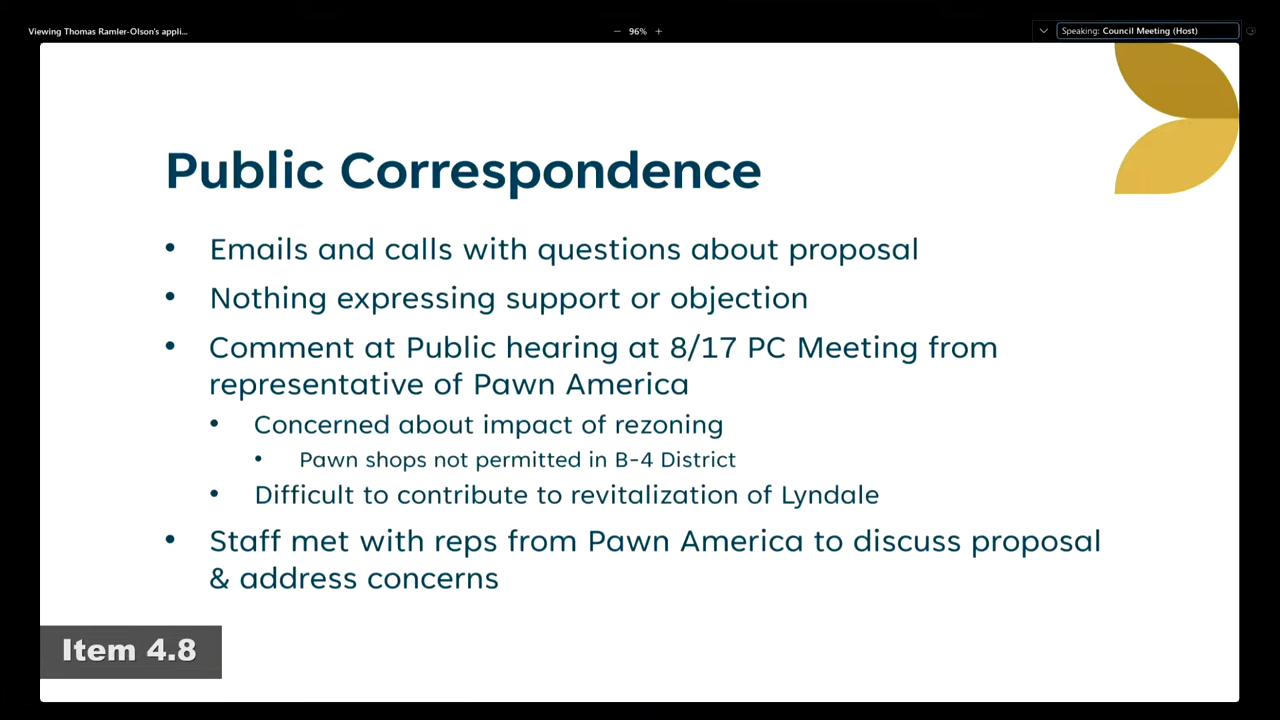 Viewing Thomas Ramler-Olson's appli...
− 96% +
Speaking: Council Meeting (Host)
Public Correspondence
• Emails and calls with questions about proposal
• Nothing expressing support or objection
• Comment at Public hearing at 8/17 PC Meeting from
representative of Pawn America
• Concerned about impact of rezoning
• Pawn shops not permitted in B-4 District
• Difficult to contribute to revitalization of Lyndale
• Staff met with reps from Pawn America to discuss proposal
& address concerns
Item 4.8